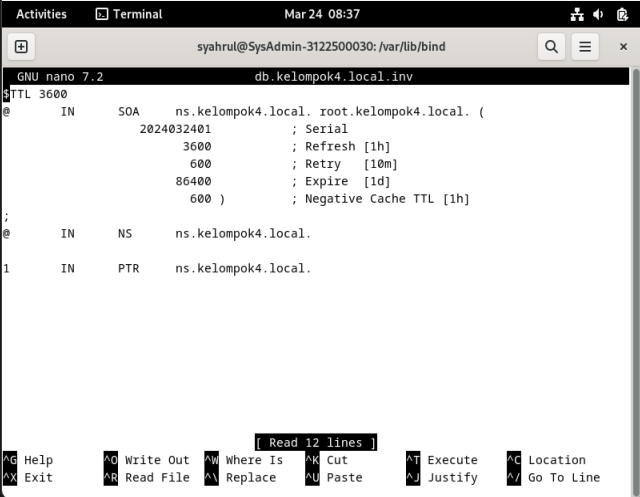 Activities Terminal Mar 24 08:37
syahrul@SysAdmin-3122500030: /var/lib/bind
GNU nano 7.2 db.kelompok4.local.inv
$TTL 3600
@ IN SOA ns.kelompok4.local. root.kelompok4.local. (
2024032401 ; Serial
3600 ; Refresh [1h]
600 ; Retry [10m]
86400 ; Expire [1d]
600 ) ; Negative Cache TTL [1h]
;
@ IN NS ns.kelompok4.local.
1 IN PTR ns.kelompok4.local.
[ Read 12 lines ]
^G Help ^O Write Out ^W Where Is ^K Cut ^T Execute ^C Location
^X Exit ^R Read File ^\ Replace ^U Paste ^J Justify ^/ Go To Line